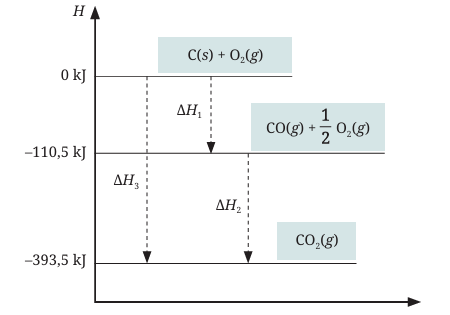 H
C(s) + O₂(g)
0 kJ
ΔH₁
CO(g) + 1/2 O₂(g)
–110,5 kJ
ΔH₃
ΔH₂
CO₂(g)
–393,5 kJ